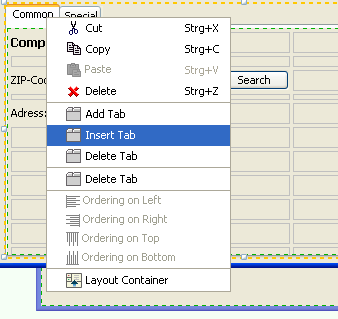 Common Special
Comp
Cut Strg+X
Copy Strg+C
Paste Strg+V
ZIP-Cod
Search
Delete Strg+Z
Adress:
Add Tab
Insert Tab
Delete Tab
Delete Tab
Ordering on Left
Ordering on Right
Ordering on Top
Ordering on Bottom
Layout Container